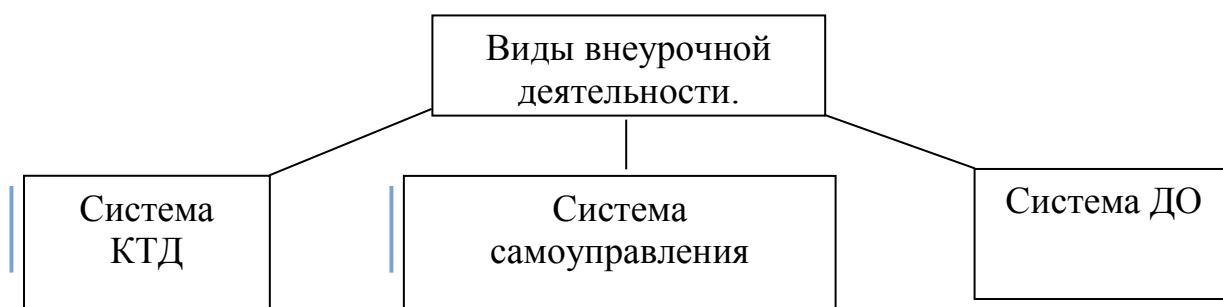 Виды внеурочной
деятельности.
Система
КТД
Система
самоуправления
Система ДО